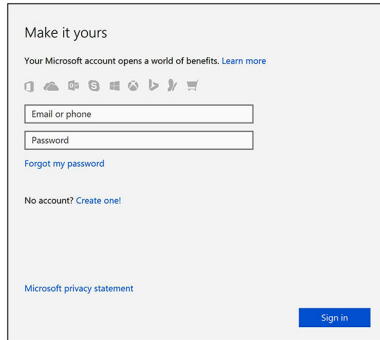 Make it yours
Your Microsoft account opens a world of benefits. Learn more
Email or phone
Password
Forgot my password
No account? Create one!
Microsoft privacy statement
Sign in